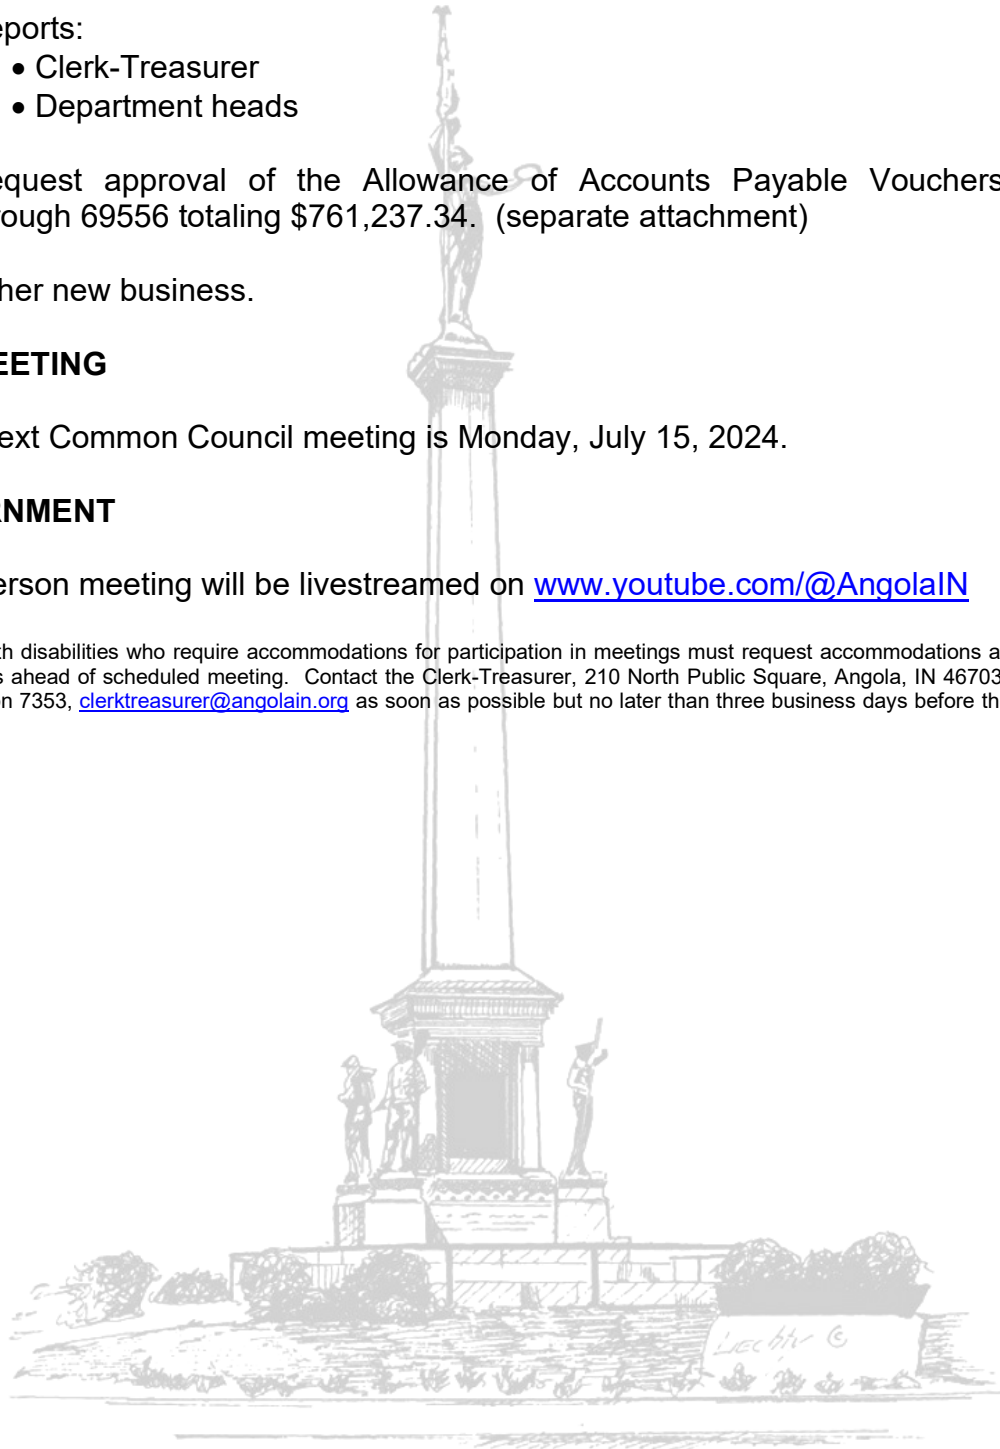 eports:
• Clerk-Treasurer
• Department heads
equest approval of the Allowance of Accounts Payable Vouchers
rough 69556 totaling $761,237.34. (separate attachment)
her new business.
EETING
ext Common Council meeting is Monday, July 15, 2024.
RNMENT
erson meeting will be livestreamed on www.youtube.com/@AngolaIN
th disabilities who require accommodations for participation in meetings must request accommodations a
s ahead of scheduled meeting. Contact the Clerk-Treasurer, 210 North Public Square, Angola, IN 46703
on 7353, clerktreasurer@angolain.org as soon as possible but no later than three business days before th